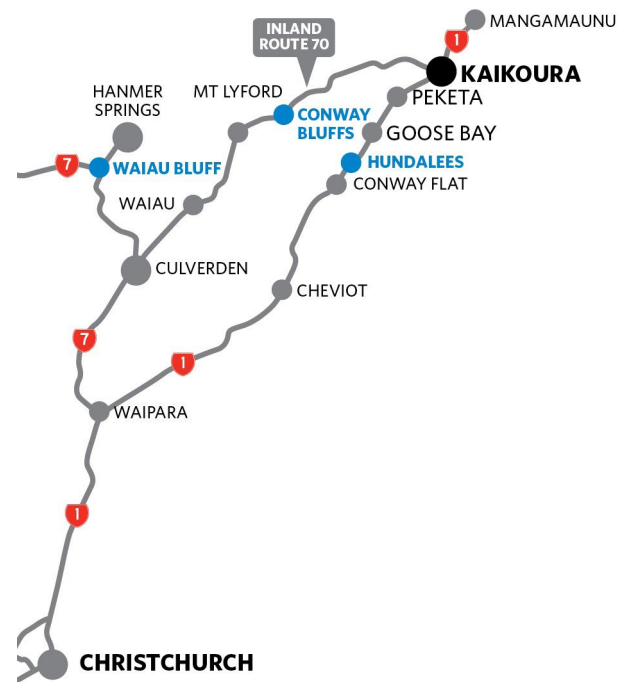 MANGAMAUNU
1
INLAND
ROUTE 70
KAIKOURA
HANMER
SPRINGS
MT LYFORD
PEKETA
CONWAY
BLUFFS
GOOSE BAY
7
WAIAU BLUFF
HUNDALEES
CONWAY FLAT
WAIAU
CULVERDEN
CHEVIOT
7
1
WAIPARA
1
CHRISTCHURCH